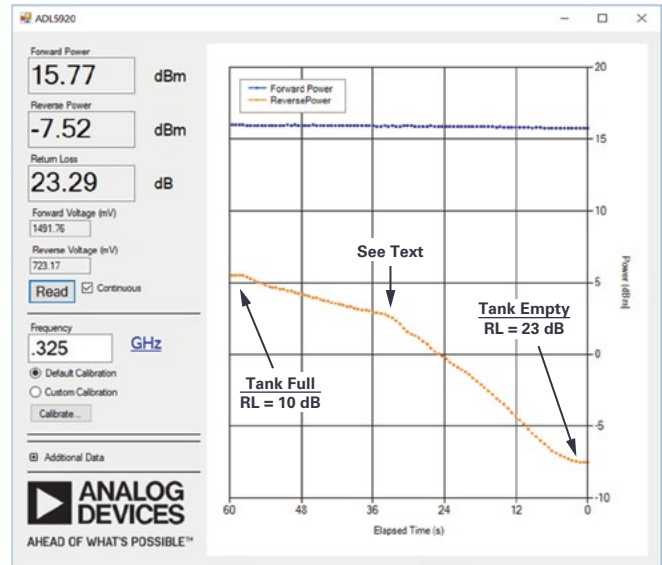 ADL5920
Forward Power
15.77 dBm
Reverse Power
-7.52 dBm
Return Loss
23.29 dB
Forward Voltage (mV)
1491.76
Reverse Voltage (mV)
723.17
Read Continuous
Frequency
.325 GHz
Default Calibration
Custom Calibration
Calibrate...
Additional Data
ANALOG
DEVICES
AHEAD OF WHAT'S POSSIBLE™
Forward Power
ReversePower
20
15
10
5
0
-5
-10
Power (dBm)
See Text
Tank Full
RL = 10 dB
Tank Empty
RL = 23 dB
60 48 36 24 12 0
Elapsed Time (s)